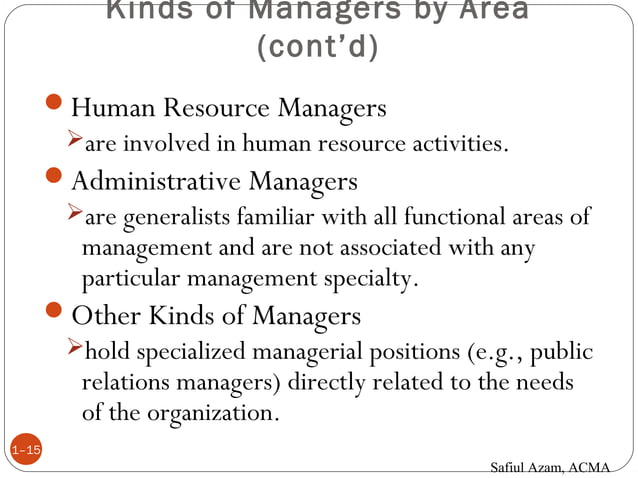 Kinds of Managers by Area
(cont’d)
Human Resource Managers
are involved in human resource activities.
Administrative Managers
are generalists familiar with all functional areas of
management and are not associated with any
particular management specialty.
Other Kinds of Managers
hold specialized managerial positions (e.g., public
relations managers) directly related to the needs
of the organization.
1–15
Safiul Azam, ACMA